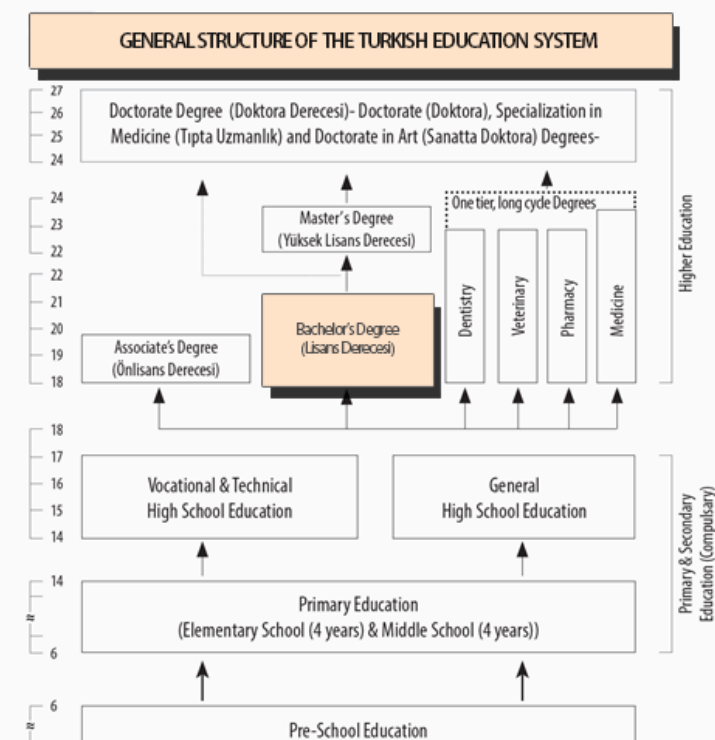 GENERAL STRUCTURE OF THE TURKISH EDUCATION SYSTEM
27
26
25
24
Doctorate Degree (Doktora Derecesi)- Doctorate (Doktora), Specialization in
Medicine (Tıpta Uzmanlık) and Doctorate in Art (Sanatta Doktora) Degrees-
24
23
22
Master's Degree
(Yüksek Lisans Derecesi)
One tier, long cycle Degrees
Higher Education
22
21
20
19
18
Associate's Degree
(Önlisans Derecesi)
Bachelor's Degree
(Lisans Derecesi)
Dentistry
Veterinary
Pharmacy
Medicine
18
17
16
15
14
Vocational & Technical
High School Education
General
High School Education
Primary & Secondary
Education (Compulsary)
14
6
Primary Education
(Elementary School (4 years) & Middle School (4 years))
6
Pre-School Education